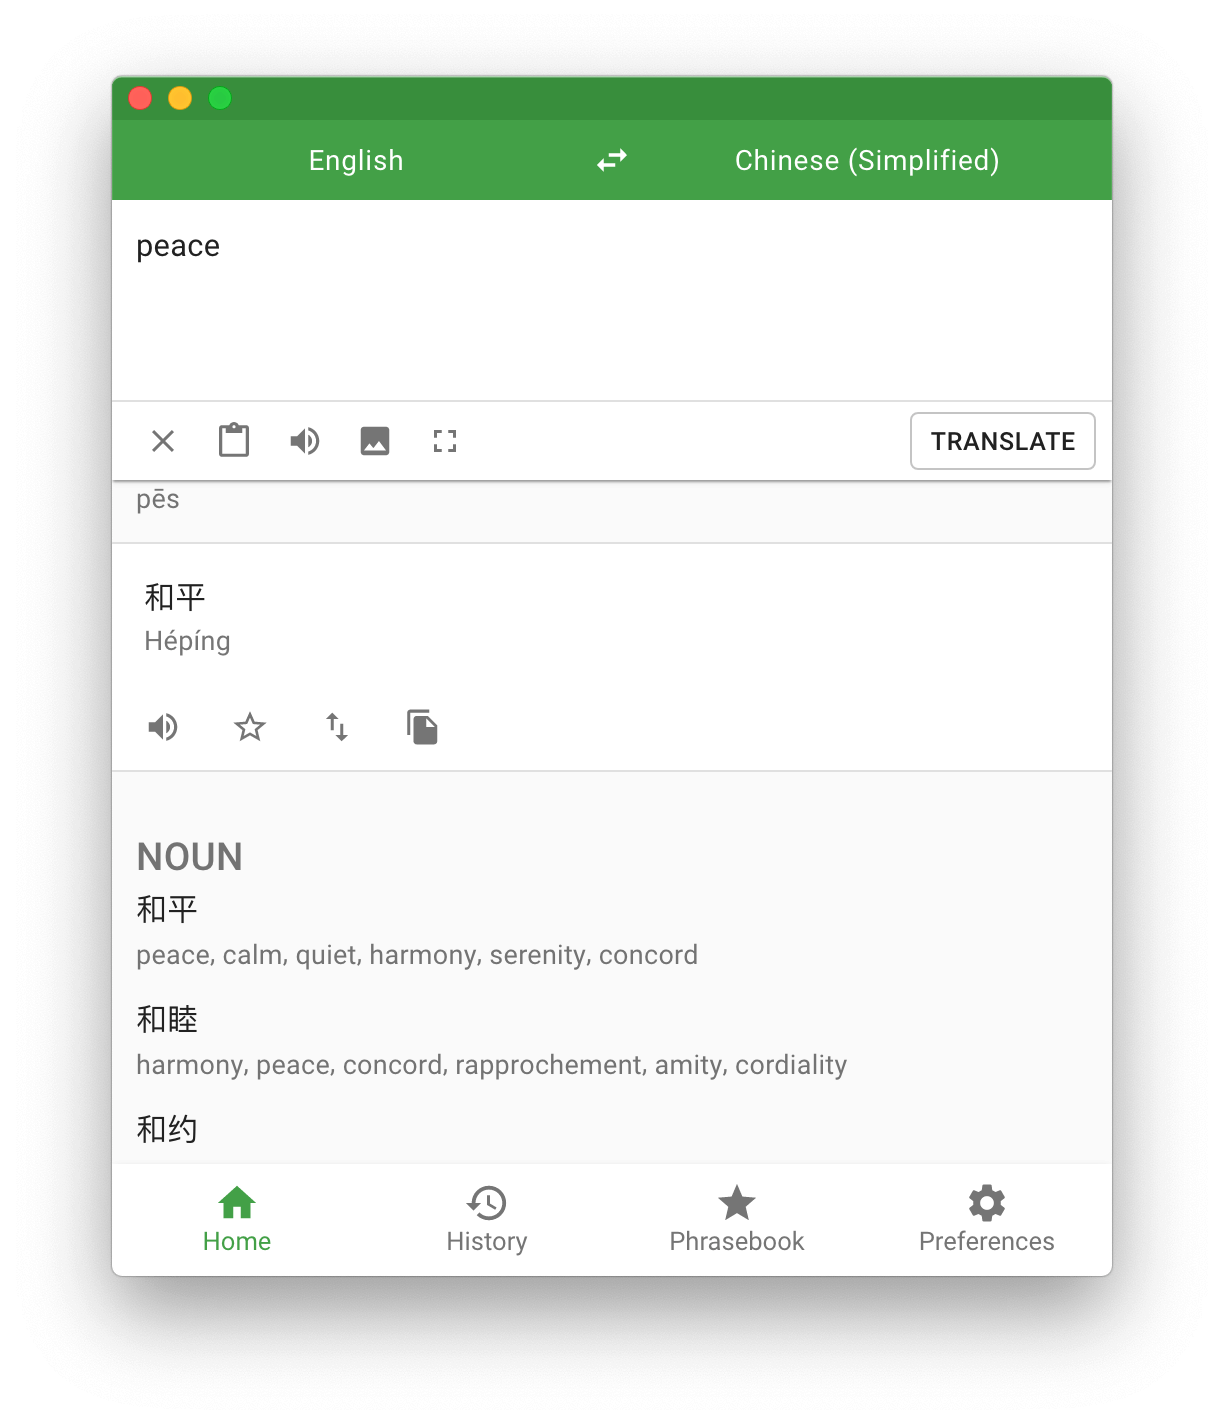 English
Chinese (Simplified)
peace
TRANSLATE
pēs
和平
Hépíng
NOUN
和平
peace, calm, quiet, harmony, serenity, concord
和睦
harmony, peace, concord, rapprochement, amity, cordiality
和约
Home
History
Phrasebook
Preferences